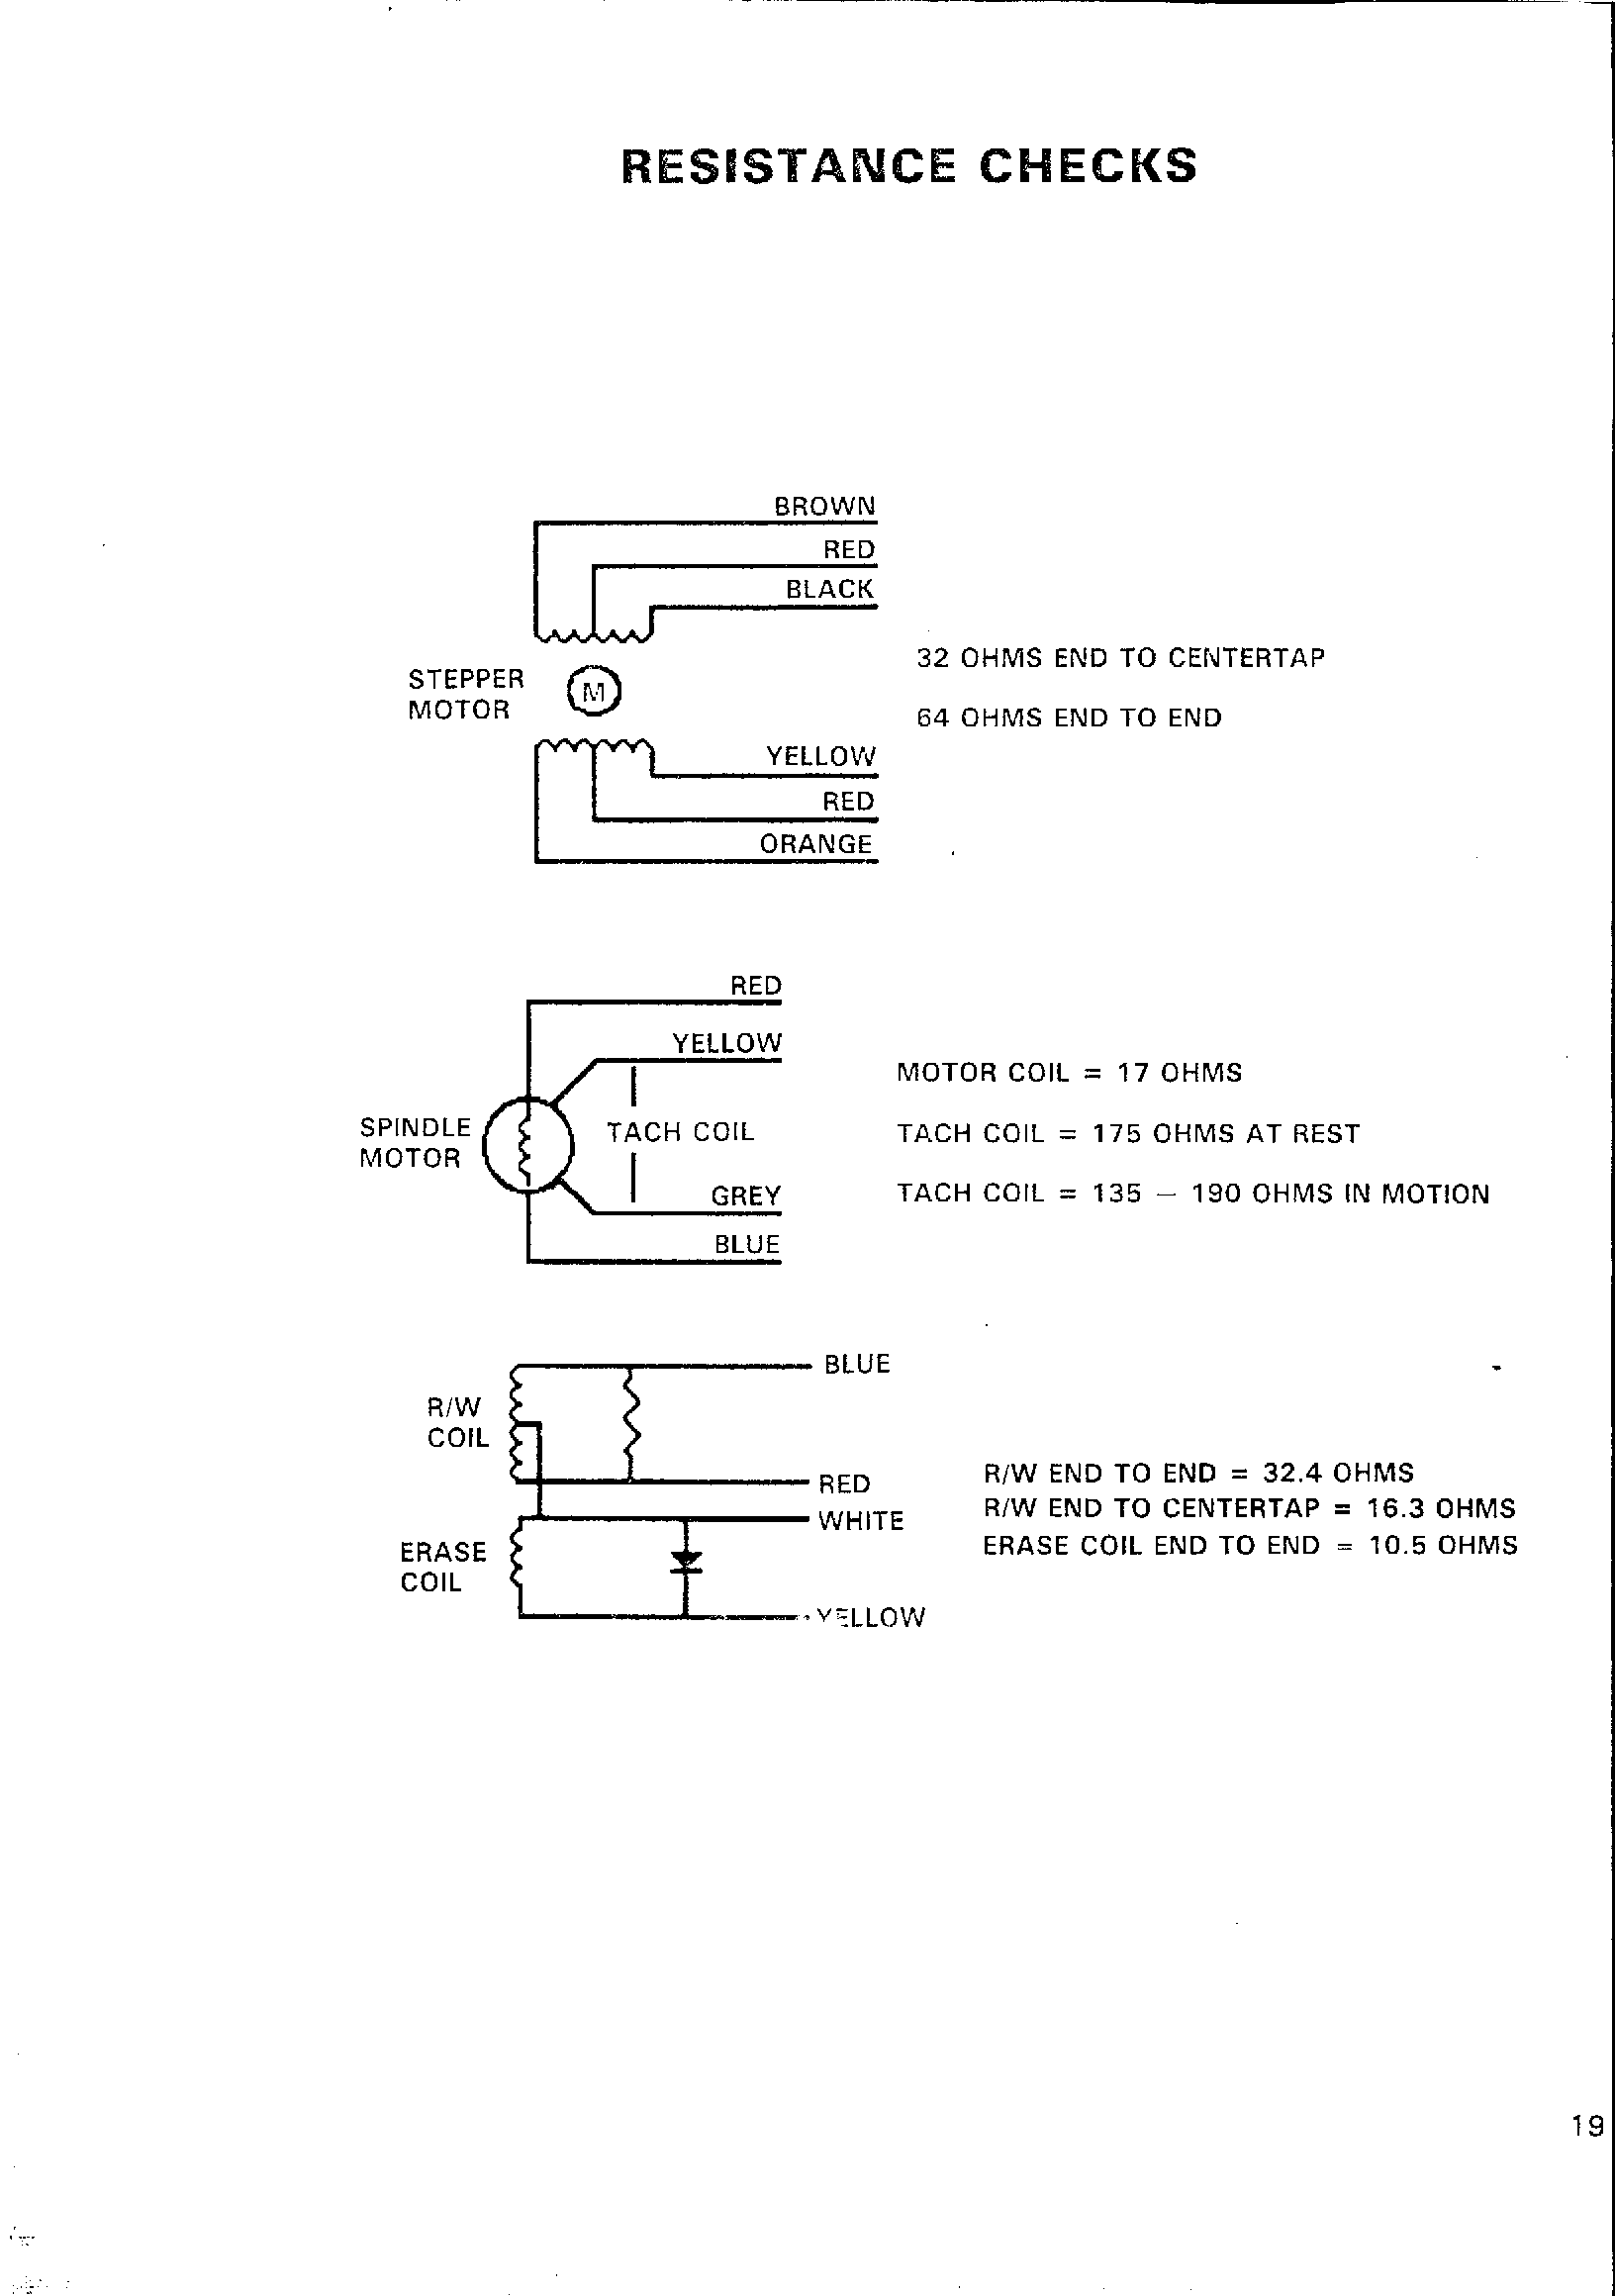 RESISTANCE CHECKS
BROWN
RED
BLACK
STEPPER
MOTOR
M
32 OHMS END TO CENTERTAP
64 OHMS END TO END
YELLOW
RED
ORANGE
RED
YELLOW
SPINDLE
MOTOR
TACH COIL
GREY
BLUE
MOTOR COIL = 17 OHMS
TACH COIL = 175 OHMS AT REST
TACH COIL = 135 — 190 OHMS IN MOTION
BLUE
R/W
COIL
RED
WHITE
ERASE
COIL
YELLOW
R/W END TO END = 32.4 OHMS
R/W END TO CENTERTAP = 16.3 OHMS
ERASE COIL END TO END = 10.5 OHMS
19